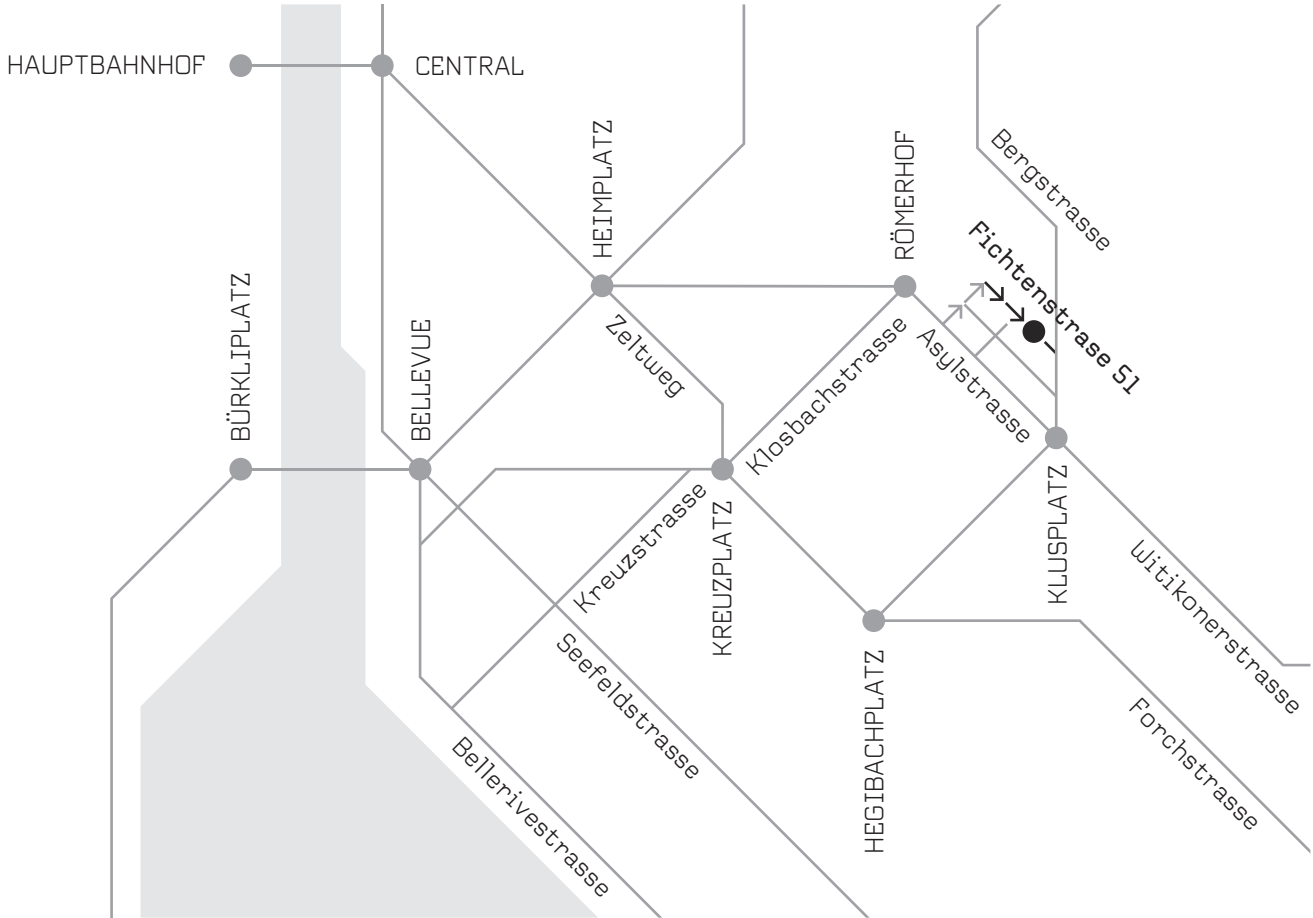 HAUPTBAHNHOF
CENTRAL
HEIMPLATZ
RÖMERHOF
Bergstrasse
Fichtenstrase 51
BÜRKLIPLATZ
BELLEVUE
Zeltweg
Klosbachstrasse
Asylstrasse
Kreuzstrasse
KREUZPLATZ
KLUSPLATZ
Witikonerstrasse
Seefeldstrasse
HEGIBACHPLATZ
Forchstrasse
Bellerivestrasse